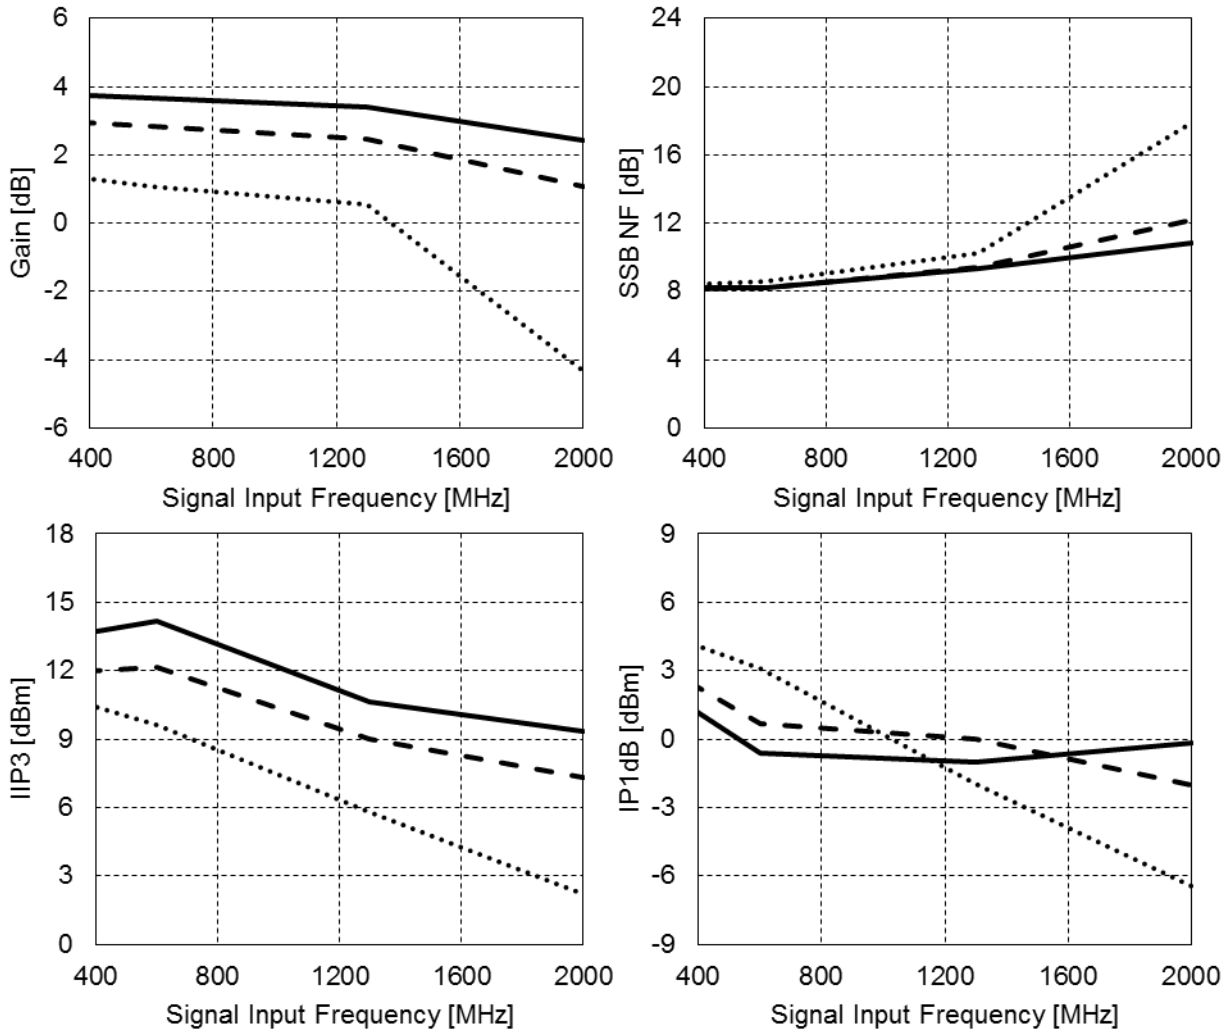 6
4
2
0
-2
-4
-6
Gain [dB]
400 800 1200 1600 2000
Signal Input Frequency [MHz]
24
20
16
12
8
4
0
SSB NF [dB]
400 800 1200 1600 2000
Signal Input Frequency [MHz]
18
15
12
9
6
3
0
IIP3 [dBm]
400 800 1200 1600 2000
Signal Input Frequency [MHz]
9
6
3
0
-3
-6
-9
IP1dB [dBm]
400 800 1200 1600 2000
Signal Input Frequency [MHz]